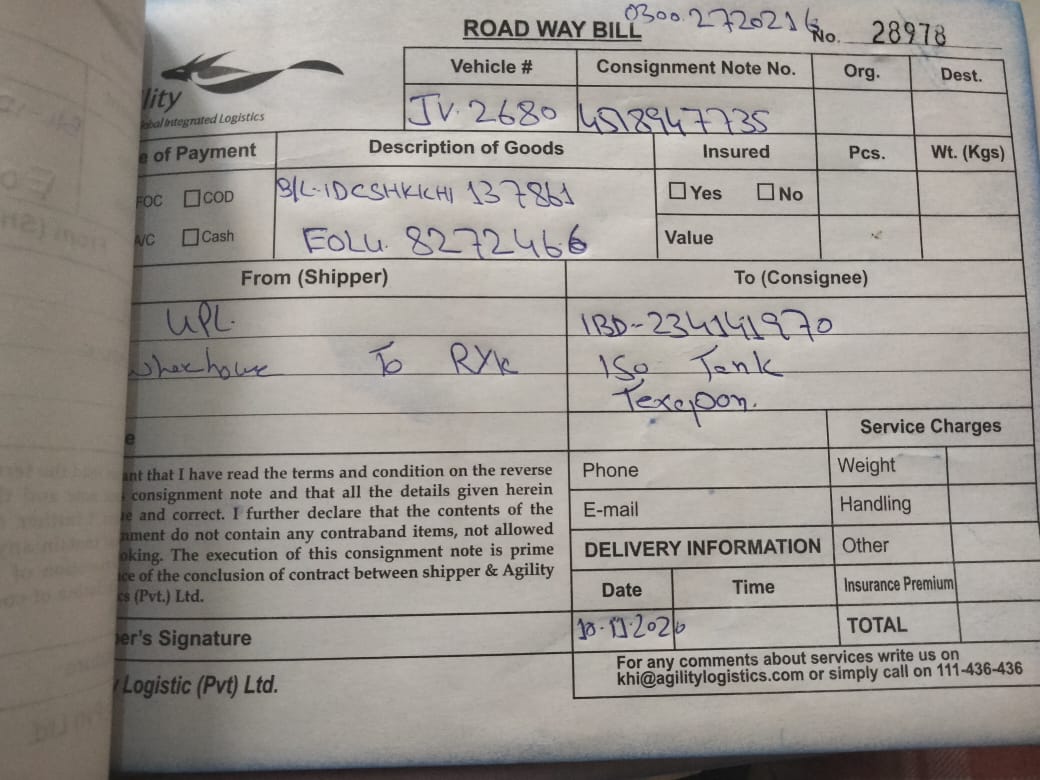 0300.2720216
ROAD WAY BILL No. 28978
Vehicle # Consignment Note No. Org. Dest.
lity
Global Integrated Logistics
JV. 2680 4518947735
e of Payment Description of Goods Insured Pcs. Wt. (Kgs)
FOC COD B/L-IDCSHKICHI 137861 Yes No
A/C Cash EOLU. 8272466 Value
From (Shipper) To (Consignee)
UPL. IBD-234141970
Wherhouse To RYK ISO Tank
Texapon.
e Service Charges
ant that I have read the terms and condition on the reverse
consignment note and that all the details given herein
e and correct. I further declare that the contents of the
nment do not contain any contraband items, not allowed
oking. The execution of this consignment note is prime
ce of the conclusion of contract between shipper & Agility
cs (Pvt.) Ltd.
Phone Weight
E-mail Handling
DELIVERY INFORMATION Other
Date Time Insurance Premium
10-11-2020 TOTAL
er's Signature
For any comments about services write us on
khi@agilitylogistics.com or simply call on 111-436-436
Logistic (Pvt) Ltd.